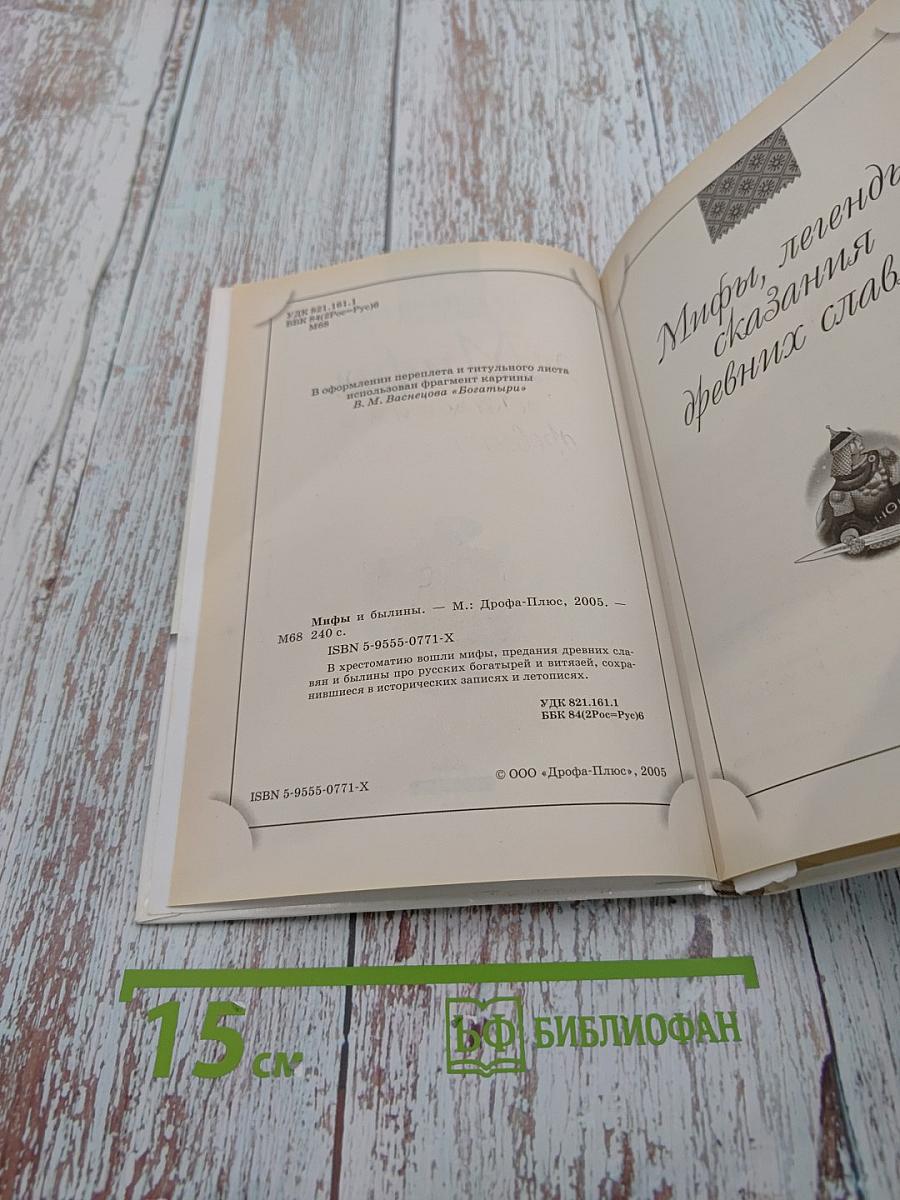 УДК 821.161.1
ББК 84(2Рос=Рус)6
М68
В оформлении переплета и титульного листа
использован фрагмент картины
В. М. Васнецова «Богатыри»
Мифы и былины. — М.: Дрофа-Плюс, 2005. —
М68 240 с.
ISBN 5-9555-0771-X
В хрестоматию вошли мифы, предания древних сла-
вян и былины про русских богатырей и витязей, сохра-
нившиеся в исторических записях и летописях.
УДК 821.161.1
ББК 84(2Рос=Рус)6
ISBN 5-9555-0771-X
© ООО «Дрофа-Плюс», 2005
Мифы, легенды
сказания
древних слав
15 см
БФ БИБЛИОФАН